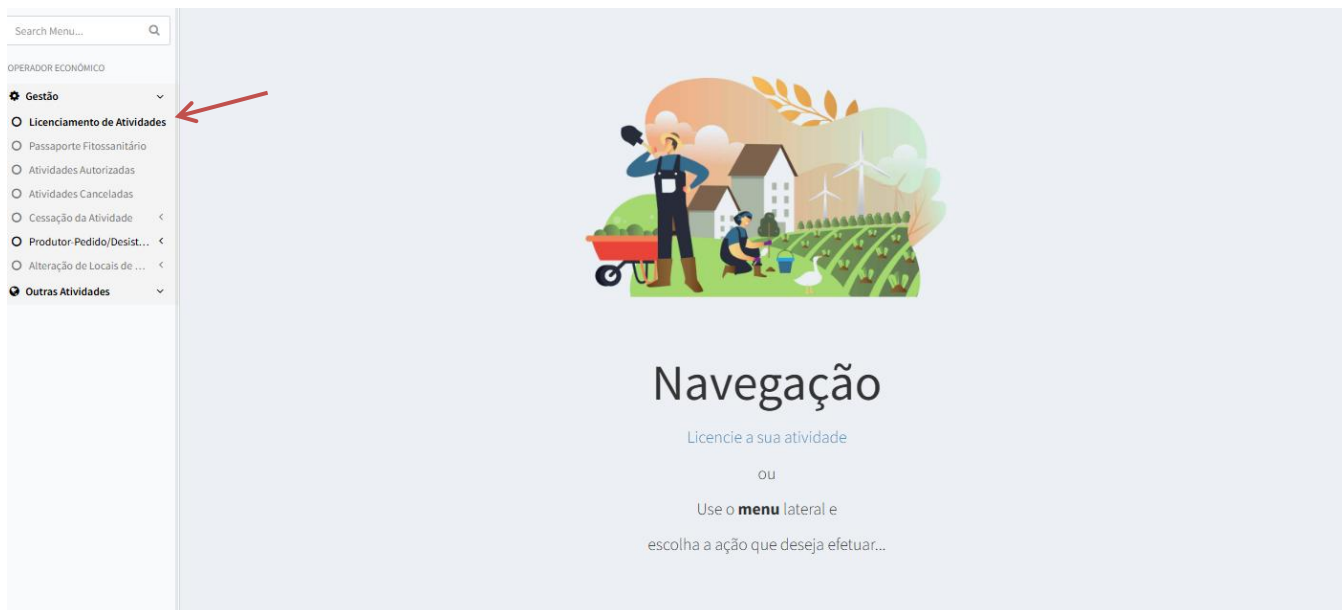 Search Menu...
OPERADOR ECONÓMICO
Gestão
Licenciamento de Atividades
Passaporte Fitossanitário
Atividades Autorizadas
Atividades Canceladas
Cessação da Atividade
Produtor-Pedido/Desist...
Alteração de Locais de ...
Outras Atividades
Navegação
Licencie a sua atividade
ou
Use o menu lateral e
escolha a ação que deseja efetuar...